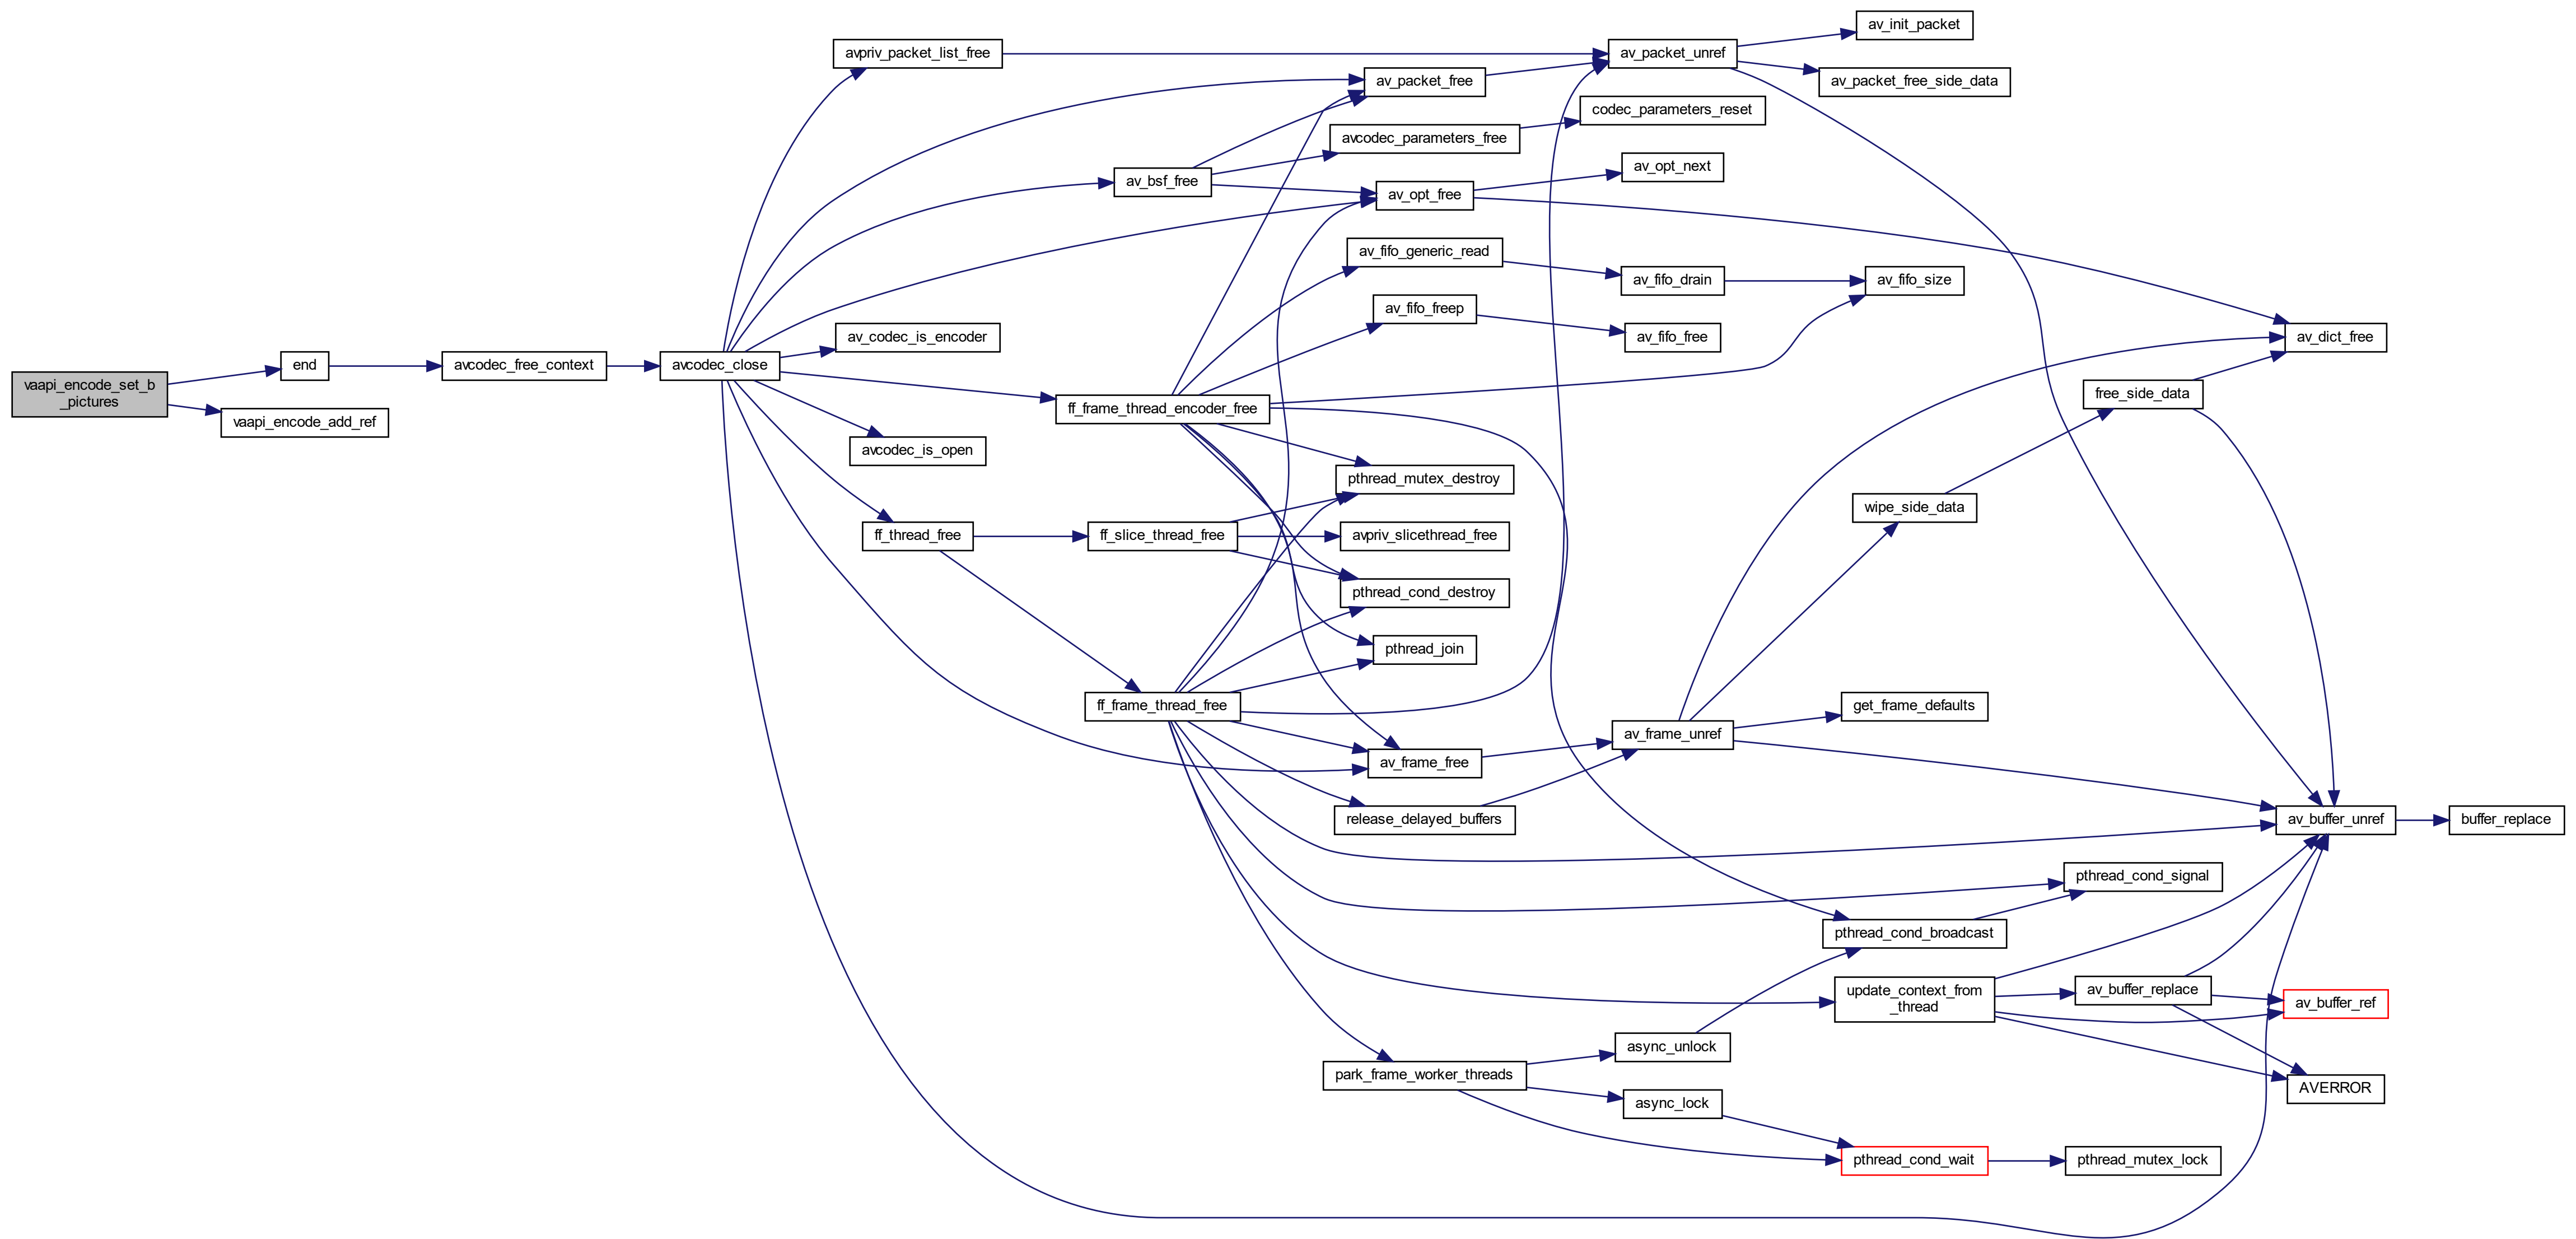 vaapi_encode_set_b
_pictures
end
vaapi_encode_add_ref
avcodec_free_context
avcodec_close
avpriv_packet_list_free
av_codec_is_encoder
avcodec_is_open
ff_thread_free
av_bsf_free
ff_frame_thread_encoder_free
ff_slice_thread_free
ff_frame_thread_free
av_packet_free
avcodec_parameters_free
av_opt_free
av_fifo_generic_read
av_fifo_freep
pthread_mutex_destroy
avpriv_slicethread_free
pthread_cond_destroy
pthread_join
av_frame_free
release_delayed_buffers
park_frame_worker_threads
av_packet_unref
codec_parameters_reset
av_opt_next
av_fifo_drain
av_fifo_free
av_frame_unref
async_unlock
async_lock
av_init_packet
av_packet_free_side_data
av_fifo_size
wipe_side_data
get_frame_defaults
pthread_cond_broadcast
update_context_from
_thread
pthread_cond_wait
free_side_data
pthread_cond_signal
av_buffer_replace
pthread_mutex_lock
av_dict_free
av_buffer_unref
av_buffer_ref
AVERROR
buffer_replace